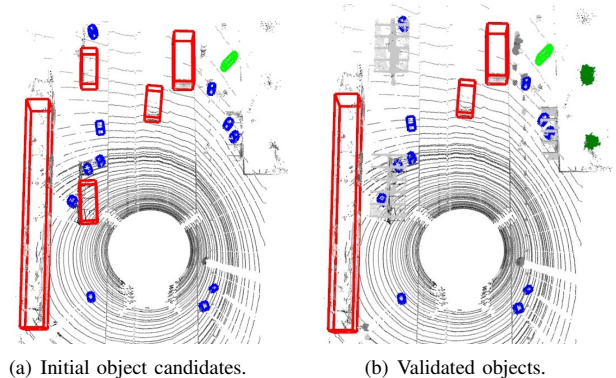 (a) Initial object candidates.
(b) Validated objects.